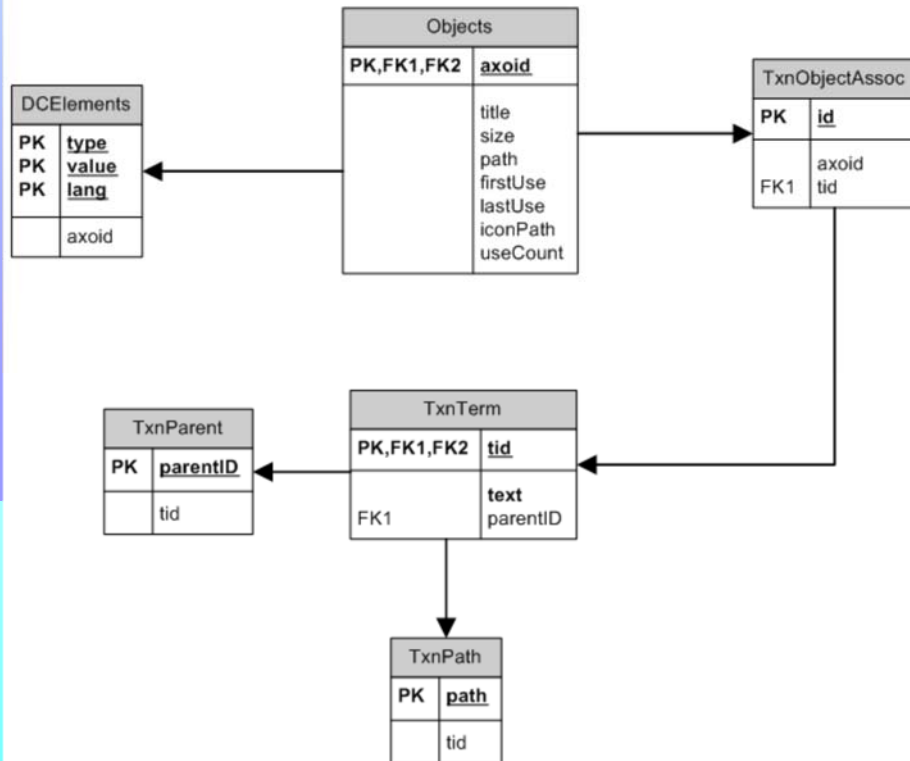 Objects
PK,FK1,FK2 axoid
title
size
path
firstUse
lastUse
iconPath
useCount
DCElements
PK type
PK value
PK lang
axoid
TxnObjectAssoc
PK id
axoid
FK1 tid
TxnParent
PK parentID
tid
TxnTerm
PK,FK1,FK2 tid
text
FK1 parentID
TxnPath
PK path
tid